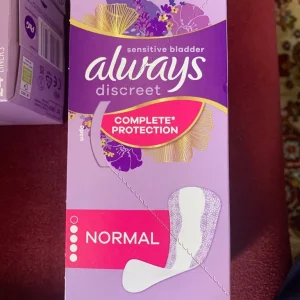 sensitive bladder
always
discreet
COMPLETE*
PROTECTION
NORMAL
P&G